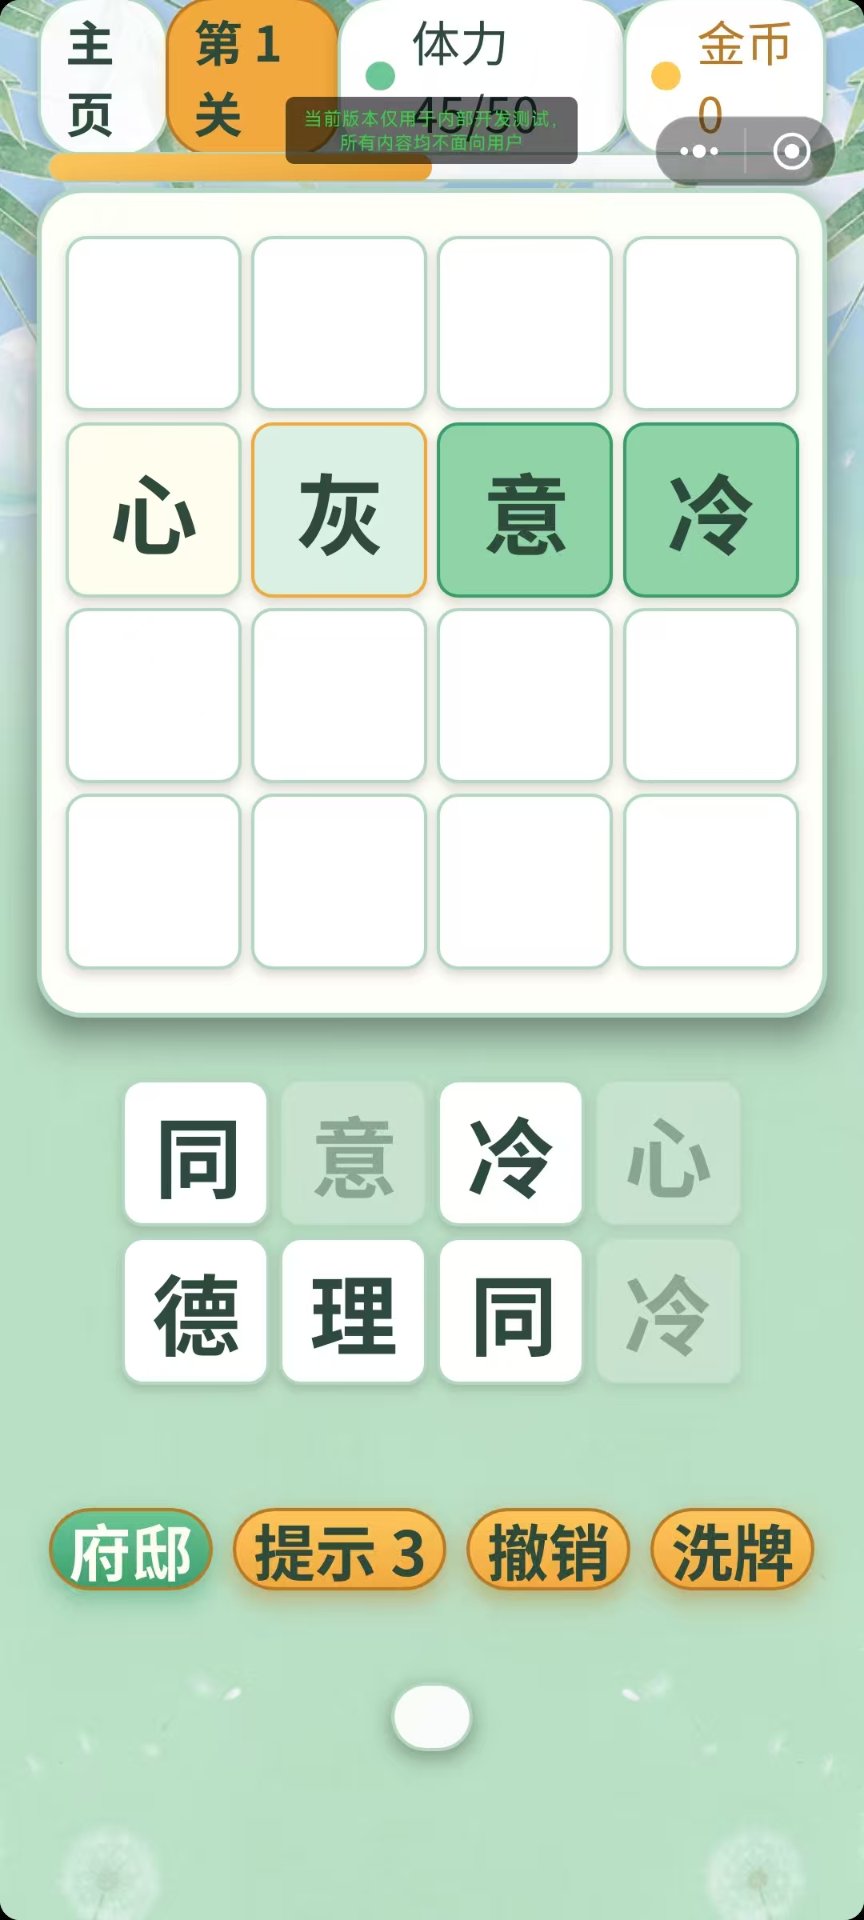 主页
第 1 关
体力
45/50
金币
0
当前版本仅用于内部开发测试,
所有内容均不面向用户
心 灰 意 冷
同 意 冷 心
德 理 同 冷
府邸 提示 3 撤销 洗牌